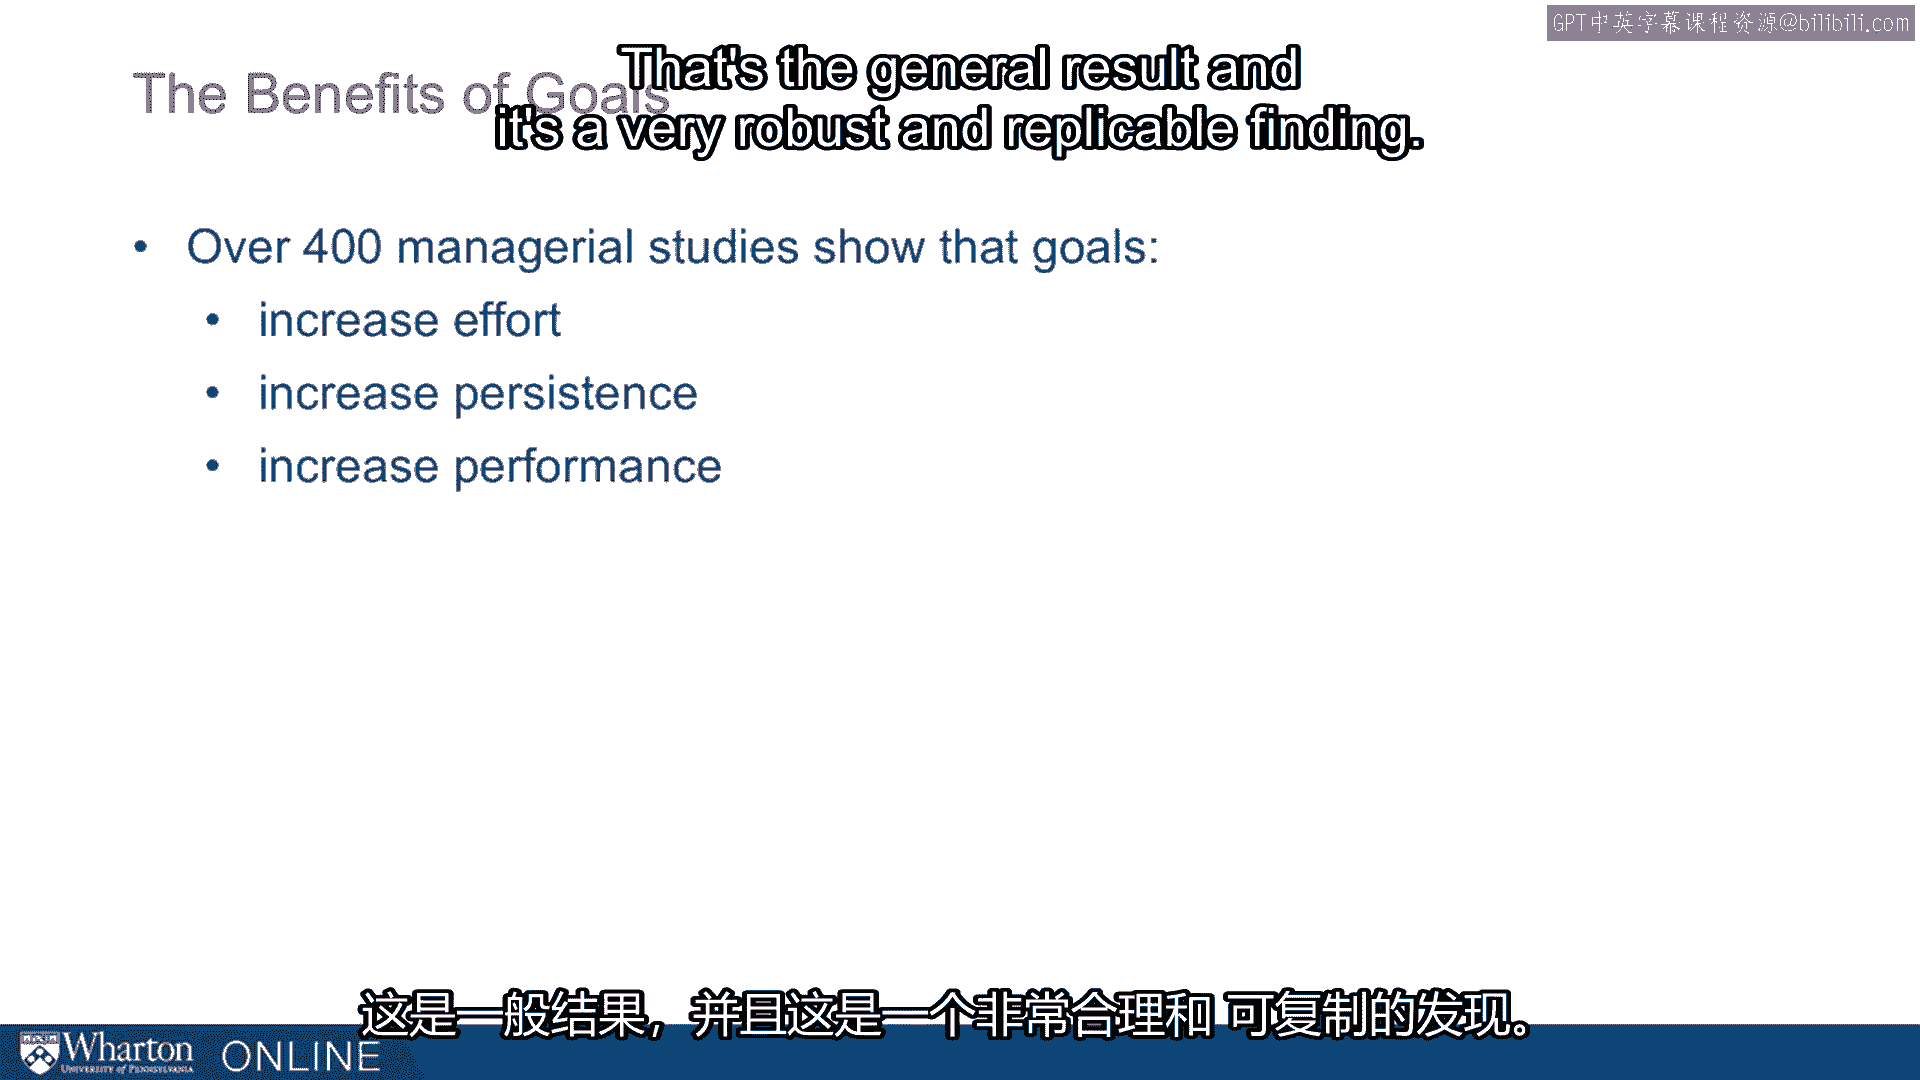 GPT中英字幕课程资源@bilibili.com
The Benefits of Goals
That's the general result and
it's a very robust and replicable finding.
• Over 400 managerial studies show that goals:
• increase effort
• increase persistence
• increase performance
这是一般结果，并且这是一个非常合理和 可复制的发现。
Wharton ONLINE
UNIVERSITY of PENNSYLVANIA